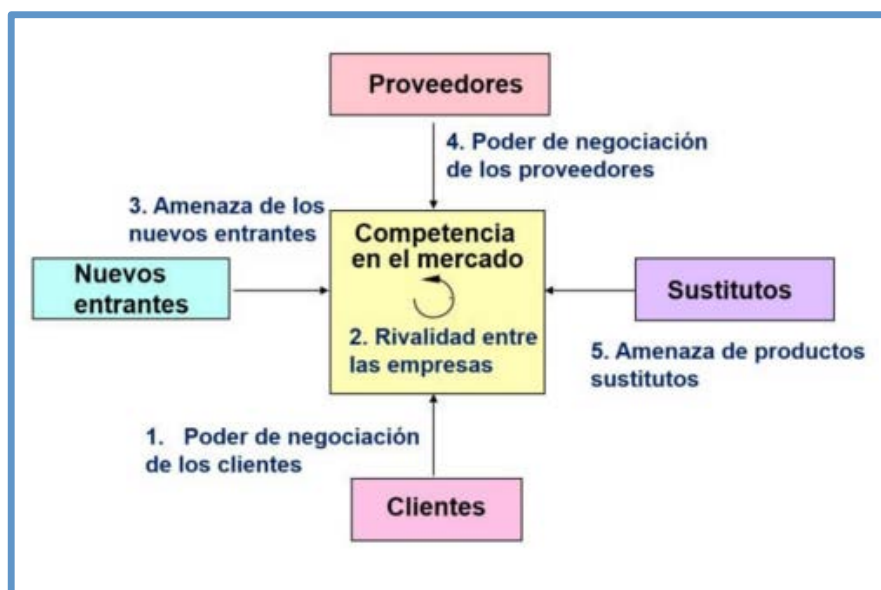 Proveedores
4. Poder de negociación
de los proveedores
3. Amenaza de los
nuevos entrantes
Competencia
en el mercado
Nuevos
entrantes
Sustitutos
2. Rivalidad entre
las empresas
5. Amenaza de productos
sustitutos
1. Poder de negociación
de los clientes
Clientes